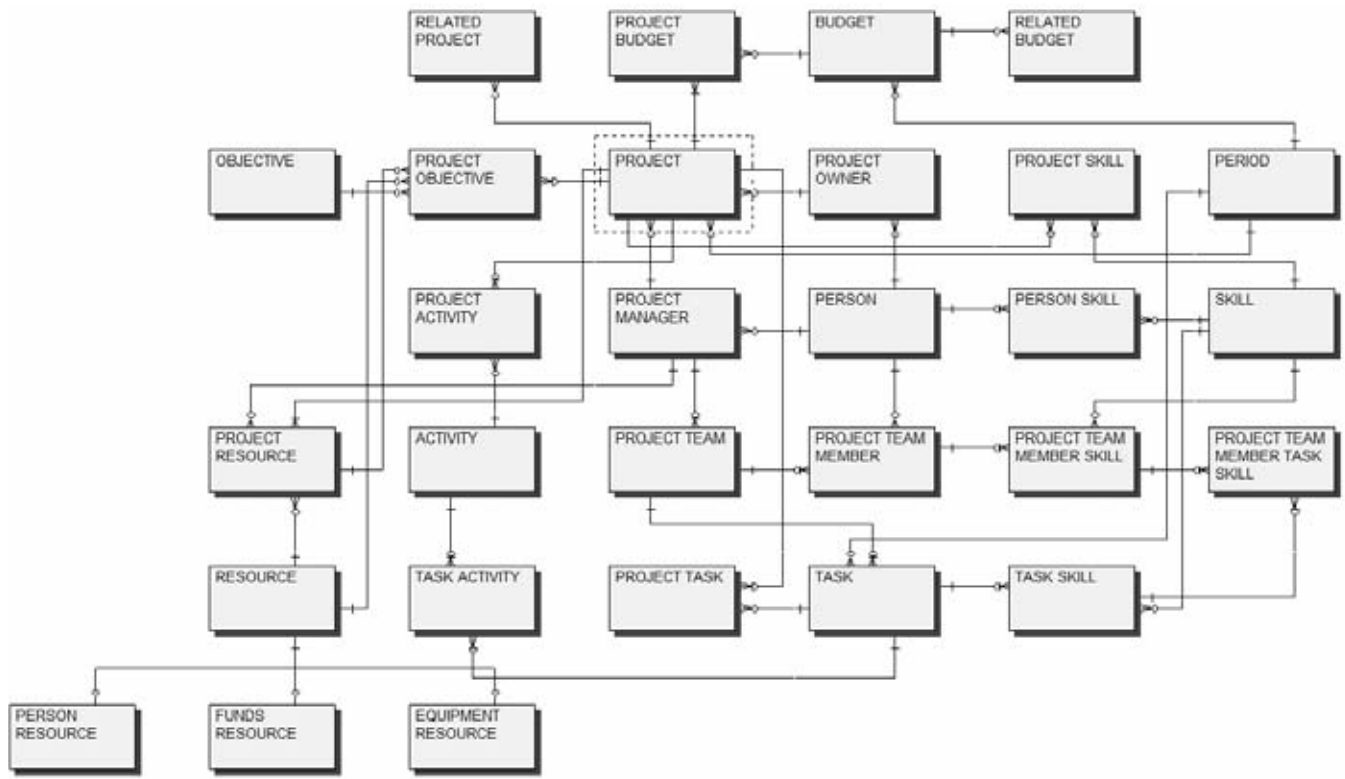 RELATED
PROJECT
PROJECT
BUDGET
BUDGET
RELATED
BUDGET
OBJECTIVE
PROJECT
OBJECTIVE
PROJECT
PROJECT
OWNER
PROJECT SKILL
PERIOD
PROJECT
ACTIVITY
PROJECT
MANAGER
PERSON
PERSON SKILL
SKILL
PROJECT
RESOURCE
ACTIVITY
PROJECT TEAM
PROJECT TEAM
MEMBER
PROJECT TEAM
MEMBER SKILL
PROJECT TEAM
MEMBER TASK
SKILL
RESOURCE
TASK ACTIVITY
PROJECT TASK
TASK
TASK SKILL
PERSON
RESOURCE
FUNDS
RESOURCE
EQUIPMENT
RESOURCE